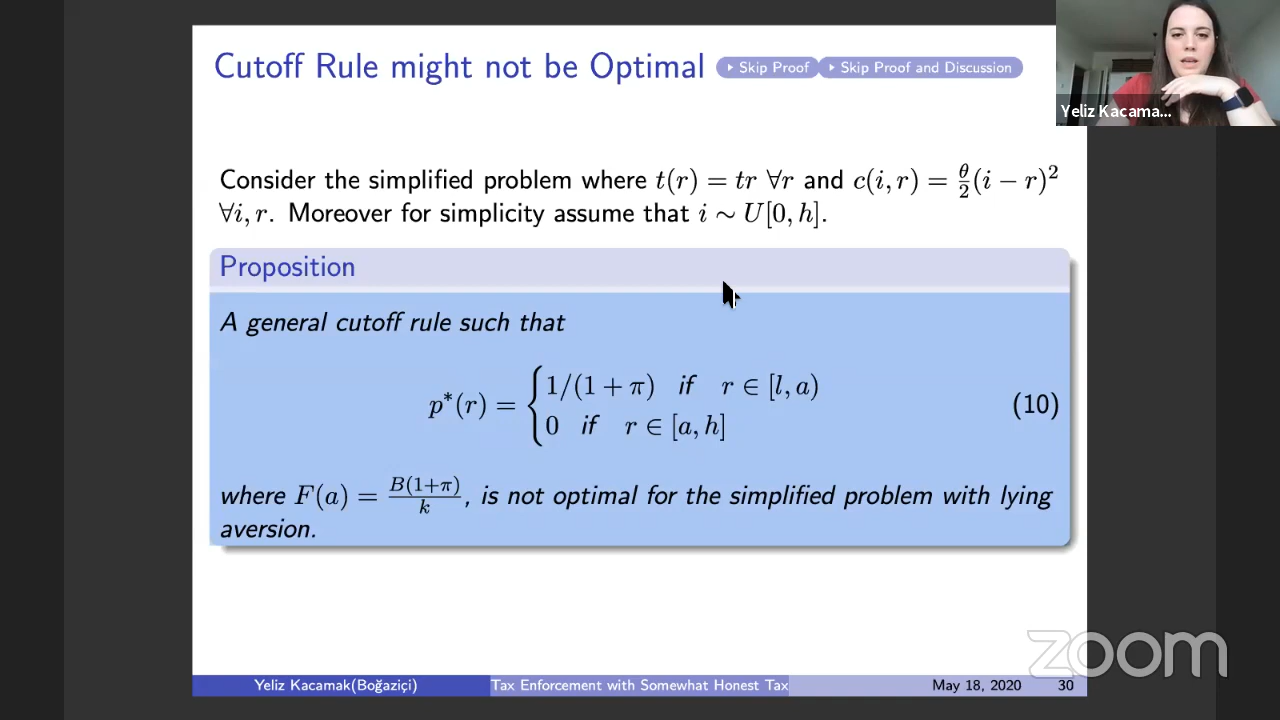 Cutoff Rule might not be Optimal
Skip Proof
Skip Proof and Discussion
Yeliz Kacama...
Consider the simplified problem where t(r) = tr ∀r and c(i, r) = θ/2 (i − r)²
∀i, r. Moreover for simplicity assume that i ∼ U[0, h].
Proposition
A general cutoff rule such that
p*(r) = { 1/(1 + π) if r ∈ [l, a)
0 if r ∈ [a, h]
(10)
where F(a) = B(1+π)/k, is not optimal for the simplified problem with lying
aversion.
zoom
Yeliz Kacamak(Boğaziçi)
Tax Enforcement with Somewhat Honest Tax
May 18, 2020
30